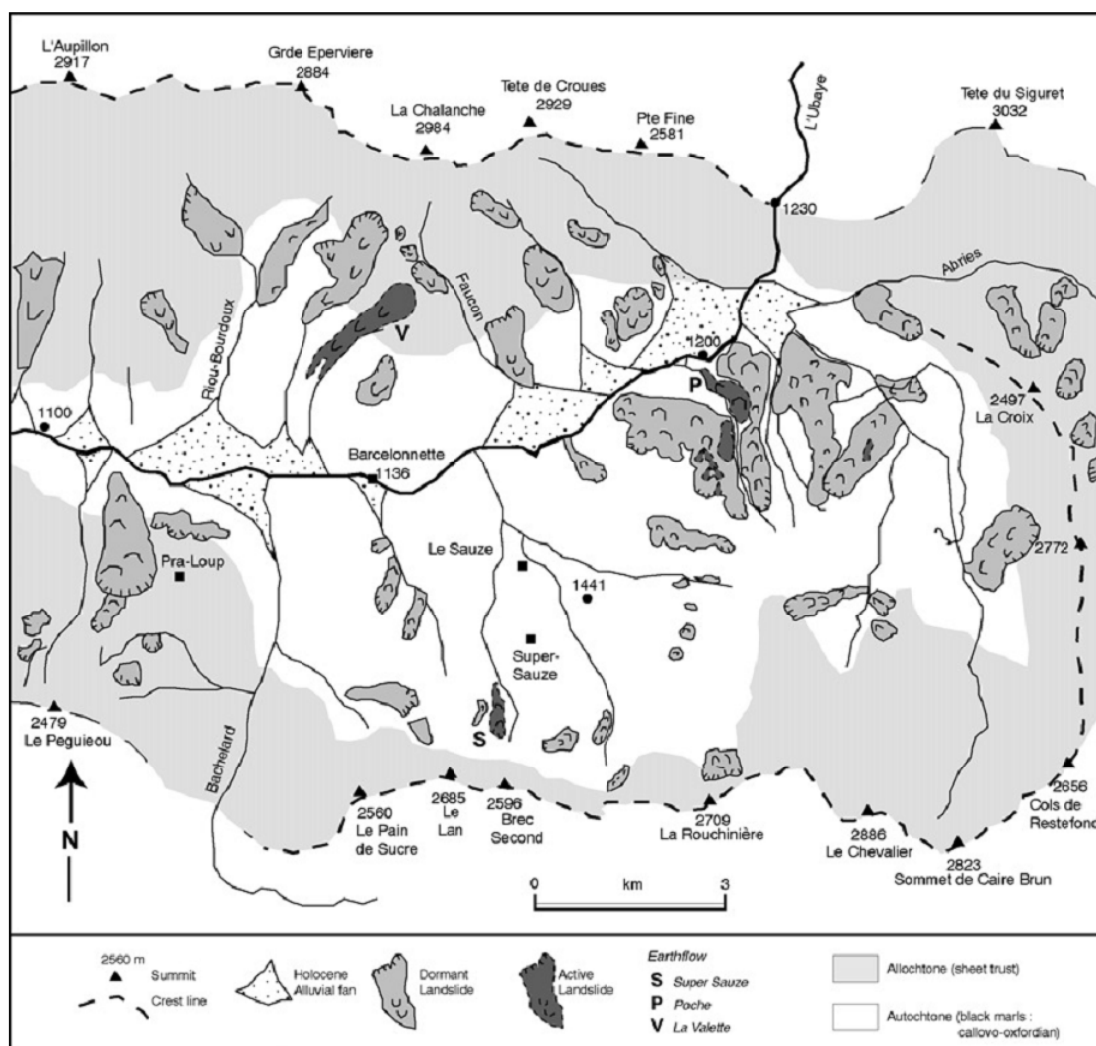 L'Aupillon
2917
Grde Eperviere
2884
La Chalanche
2984
Tete de Croues
2929
Pte Fine
2581
L'Ubaye
Tete du Siguret
3032
1230
Abries
Riou-Bourdoux
Faucon
V
1200
P
2497
La Croix
1100
Barcelonnette
1136
Pra-Loup
Le Sauze
1441
Super-
Sauze
2772
S
2479
Le Peguieou
Bachelard
N
2560
Le Pain
de Sucre
2685
Le
Lan
2596
Brec
Second
2709
La Rouchinière
2886
Le Chevalier
2823
Sommet de Caire Brun
2656
Cols de
Restefond
0 km 3
2560 m
Summit
Crest line
Holocene
Alluvial fan
Dormant
Landslide
Active
Landslide
Earthflow
S Super Sauze
P Poche
V La Valette
Allochtone (sheet trust)
Autochtone (black marls :
callovo-oxfordian)